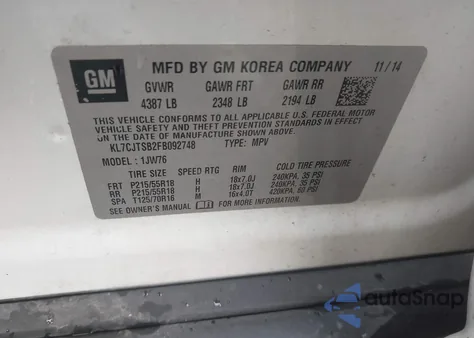 GM
MFD BY GM KOREA COMPANY 11/14
GVWR GAWR FRT GAWR RR
4387 LB 2348 LB 2194 LB
THIS VEHICLE CONFORMS TO ALL APPLICABLE U.S. FEDERAL MOTOR
VEHICLE SAFETY, BUMPER, AND THEFT PREVENTION STANDARDS IN EFFECT
ON THE DATE OF MANUFACTURE SHOWN ABOVE.
KL7CJTSB2FB092748 TYPE: MPV
MODEL: 1JW76
TIRE SIZE SPEED RTG RIM COLD TIRE PRESSURE
FRT P215/55R18 H 18x7.0J 240KPA, 35 PSI
RR P215/55R18 H 18x7.0J 240KPA, 35 PSI
SPA T125/70R16 M 16x4.0T 420KPA, 60 PSI
SEE OWNER'S MANUAL FOR ADDITIONAL INFORMATION.
autoSnap